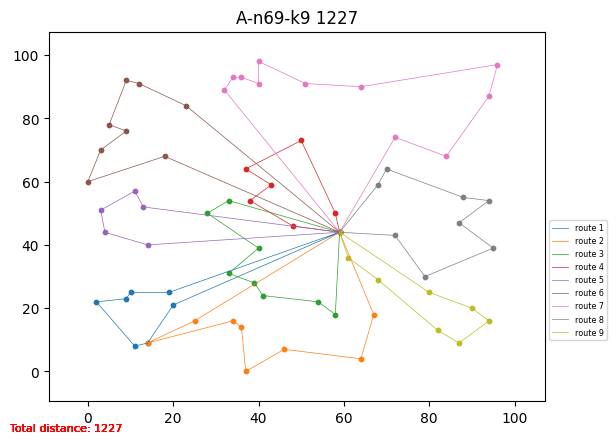 A-n69-k9 1227
100
80
60
40
20
0
0 20 40 60 80 100
route 1
route 2
route 3
route 4
route 5
route 6
route 7
route 8
route 9
Total distance: 1227